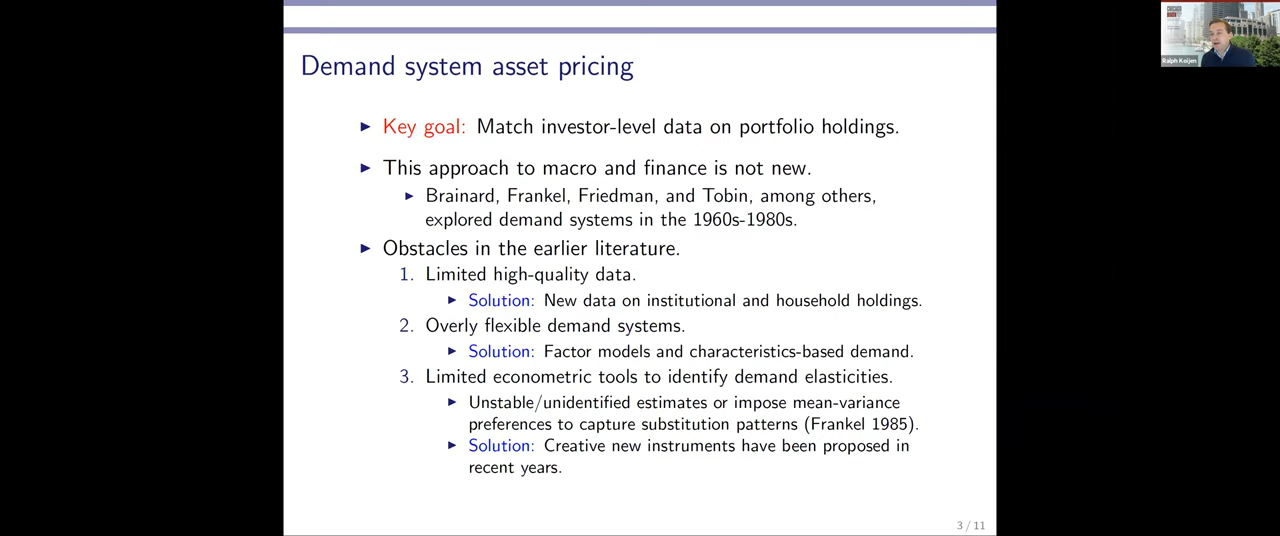 Demand system asset pricing
Key goal: Match investor-level data on portfolio holdings.
This approach to macro and finance is not new.
Brainard, Frankel, Friedman, and Tobin, among others,
explored demand systems in the 1960s-1980s.
Obstacles in the earlier literature.
1. Limited high-quality data.
Solution: New data on institutional and household holdings.
2. Overly flexible demand systems.
Solution: Factor models and characteristics-based demand.
3. Limited econometric tools to identify demand elasticities.
Unstable/unidentified estimates or impose mean-variance
preferences to capture substitution patterns (Frankel 1985).
Solution: Creative new instruments have been proposed in
recent years.
3 / 11
Ralph Koijen